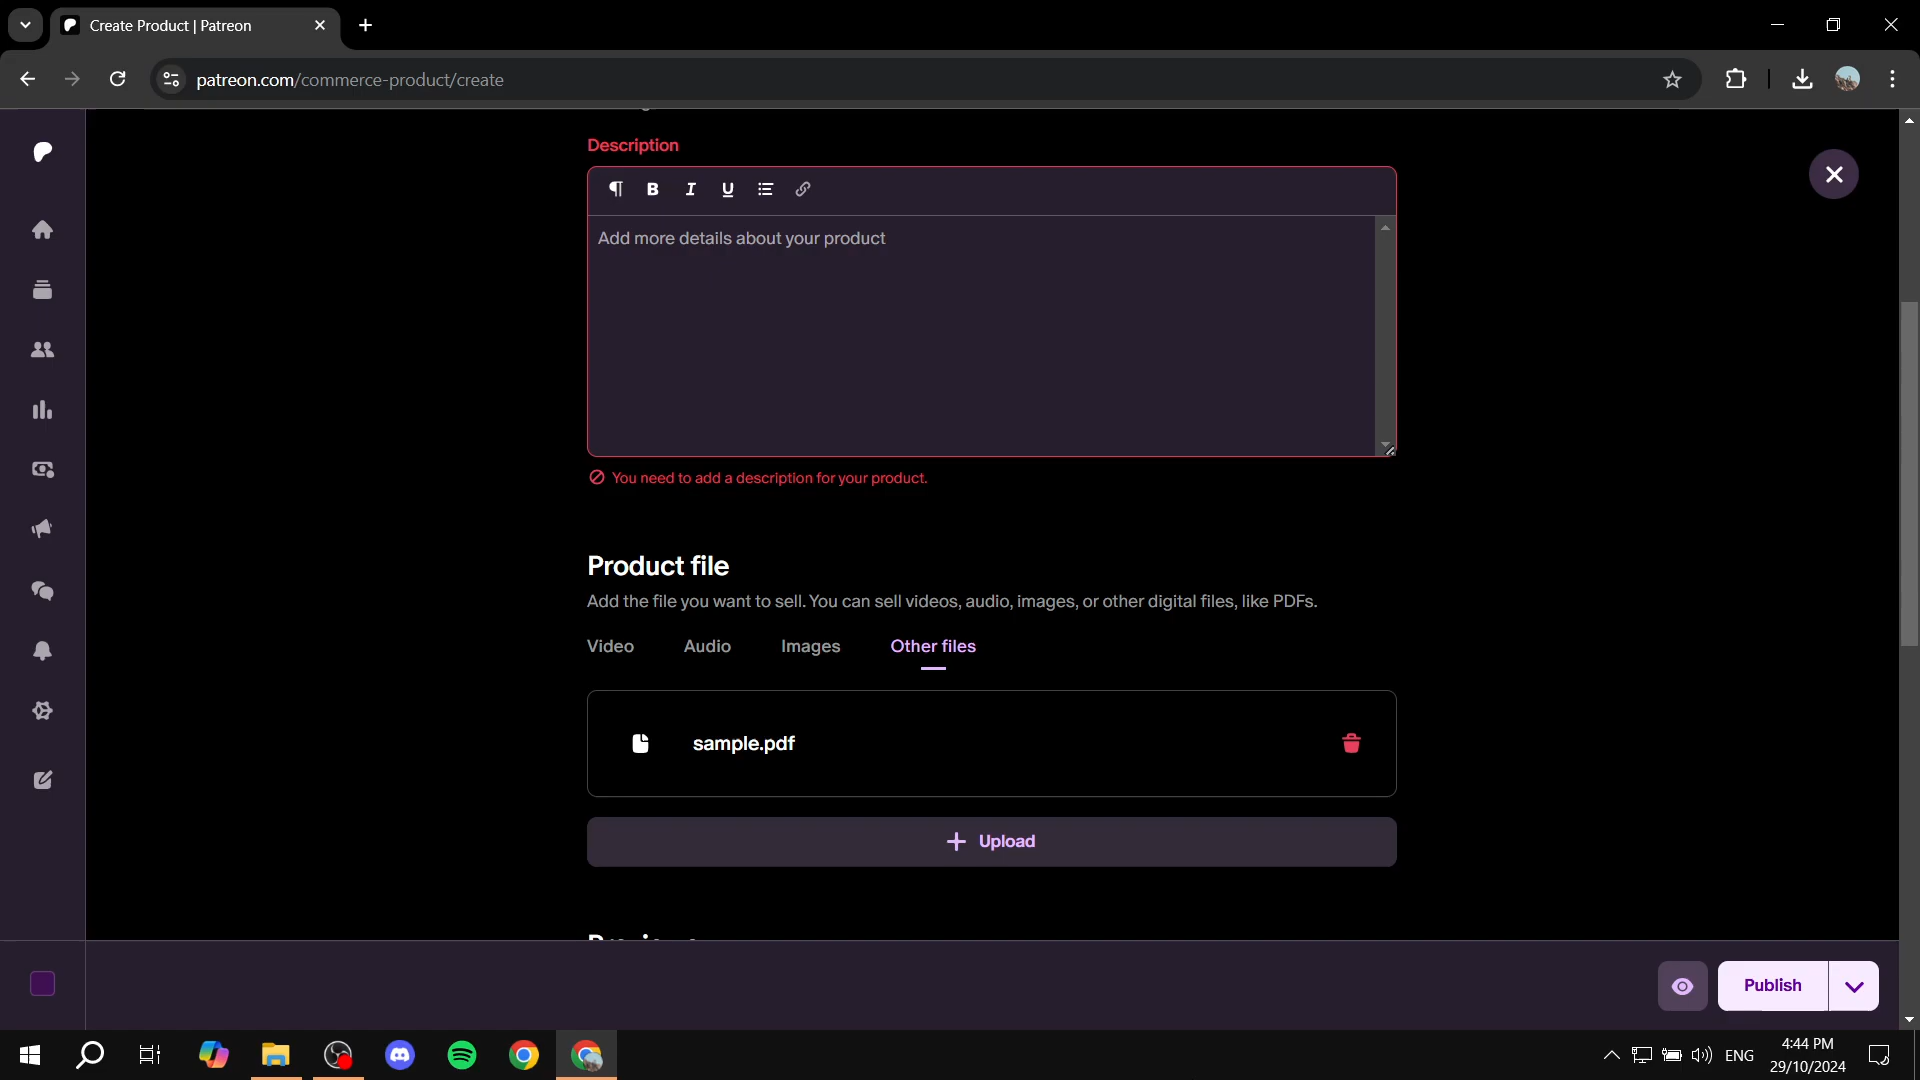 Create Product | Patreon
patreon.com/commerce-product/create
Description
B I U
Add more details about your product
You need to add a description for your product.
Product file
Add the file you want to sell. You can sell videos, audio, images, or other digital files, like PDFs.
Video Audio Images Other files
sample.pdf
Upload
Publish
ENG
4:44 PM
29/10/2024